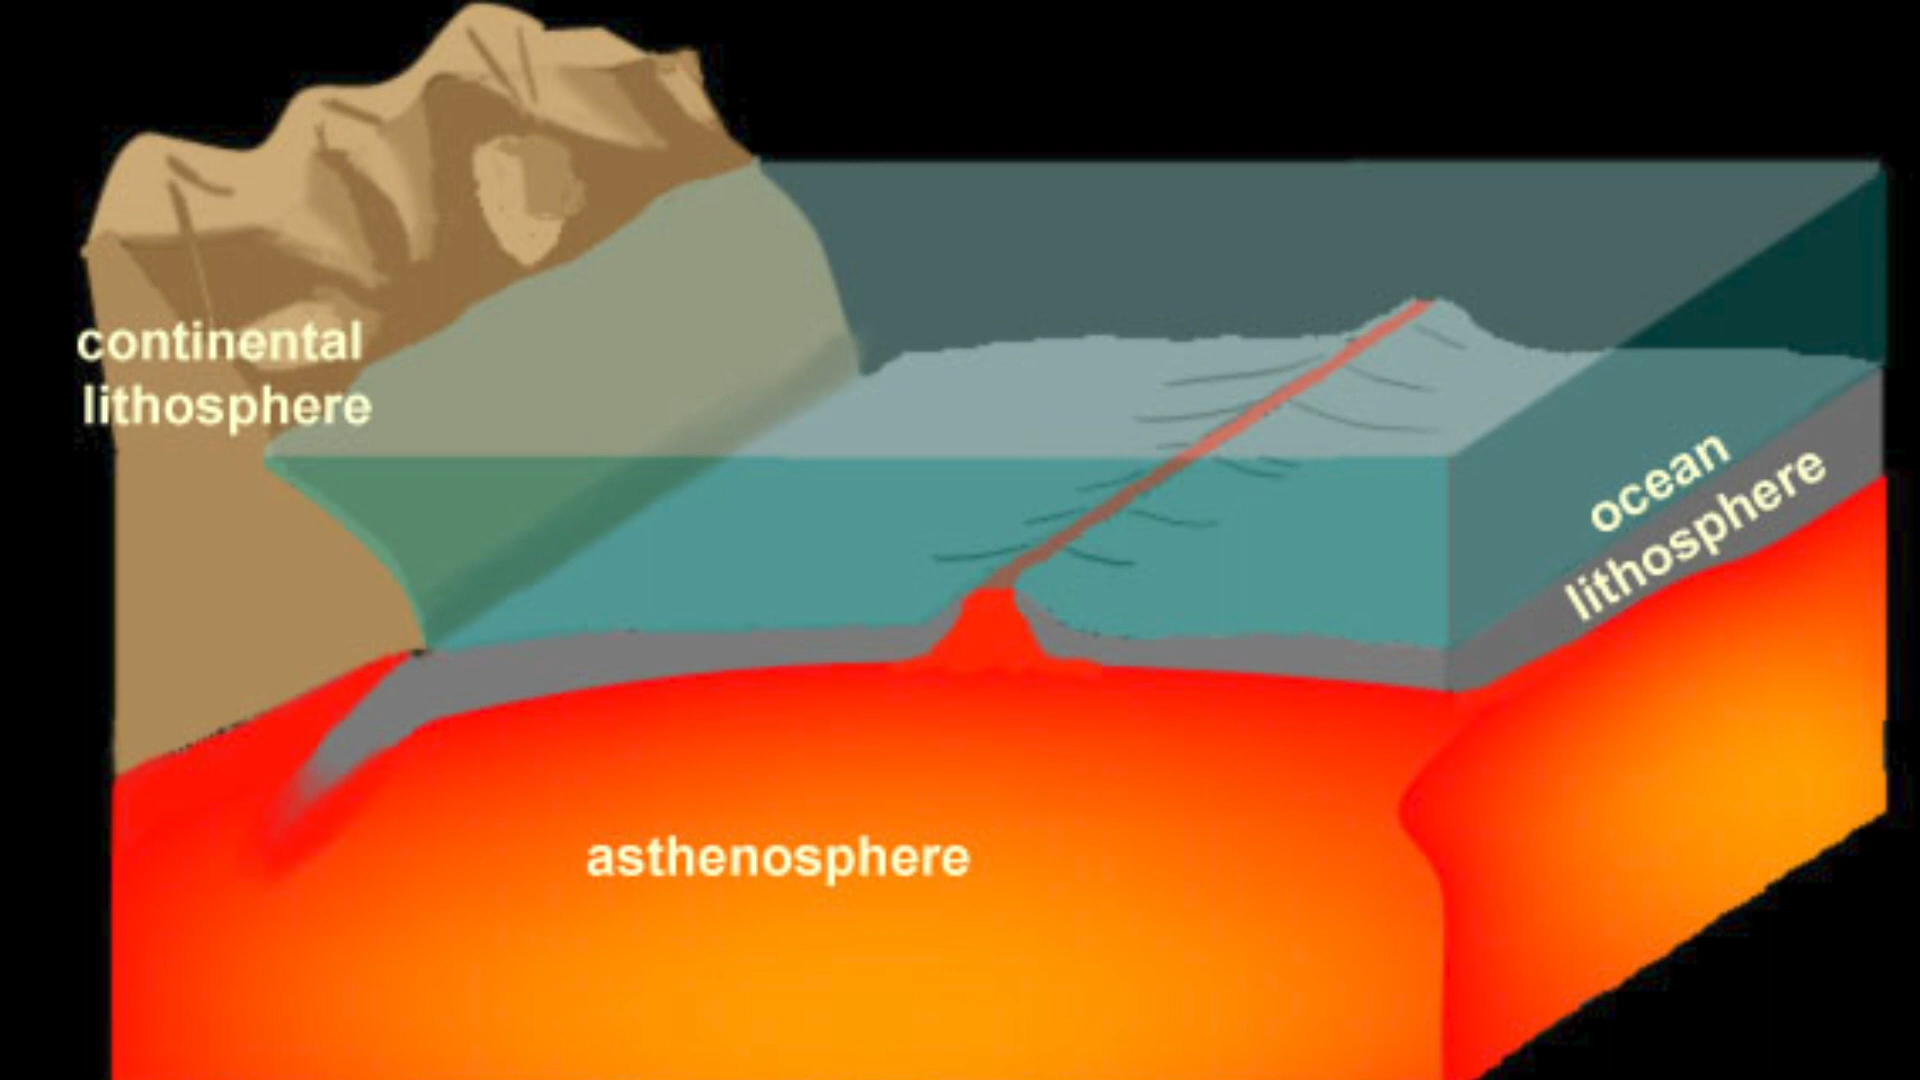 continental
lithosphere
ocean
lithosphere
asthenosphere